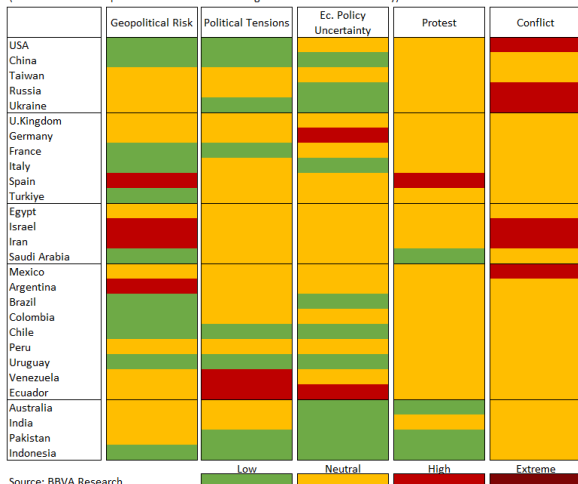 Geopolitical Risk Political Tensions Ec. Policy Uncertainty Protest Conflict
USA
China
Taiwan
Russia
Ukraine
U.Kingdom
Germany
France
Italy
Spain
Turkiye
Egypt
Israel
Iran
Saudi Arabia
Mexico
Argentina
Brazil
Colombia
Chile
Peru
Uruguay
Venezuela
Ecuador
Australia
India
Pakistan
Indonesia
Low Neutral High Extreme
Source: BBVA Research